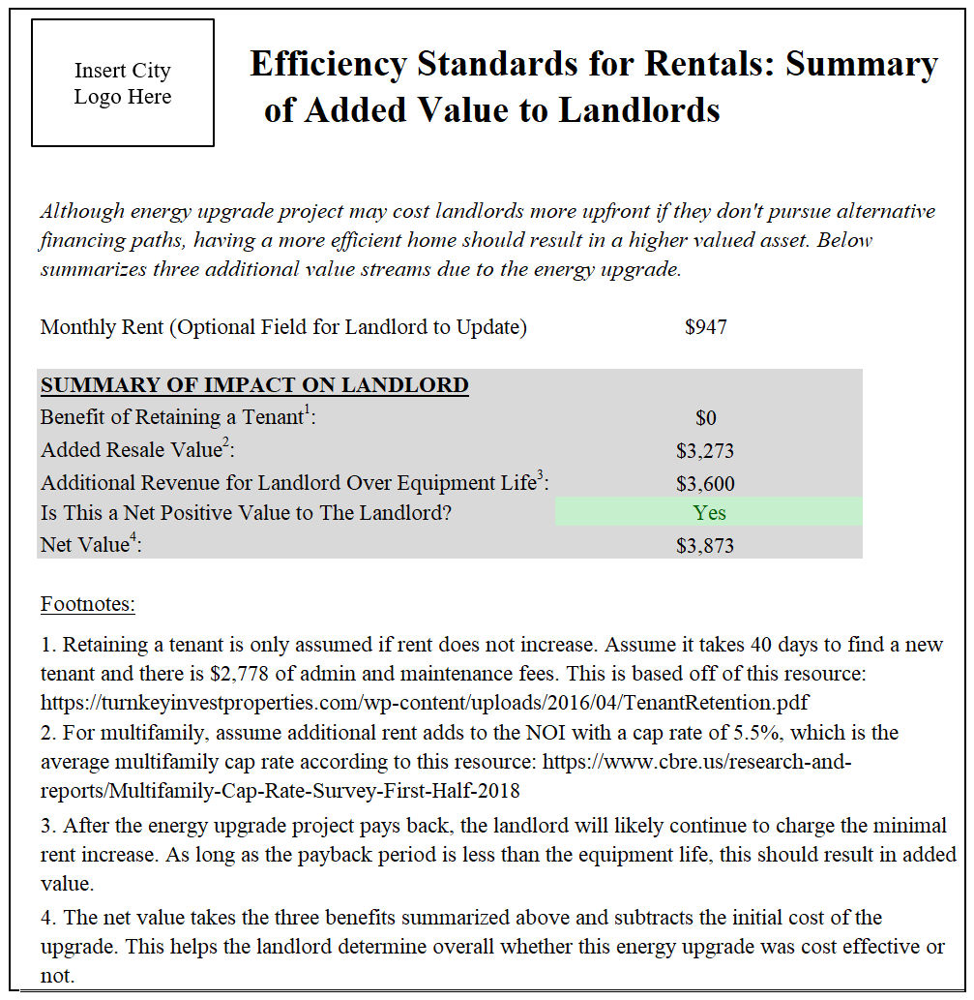 Insert City
Logo Here
Efficiency Standards for Rentals: Summary
of Added Value to Landlords
Although energy upgrade project may cost landlords more upfront if they don't pursue alternative
financing paths, having a more efficient home should result in a higher valued asset. Below
summarizes three additional value streams due to the energy upgrade.
Monthly Rent (Optional Field for Landlord to Update) $947
SUMMARY OF IMPACT ON LANDLORD
Benefit of Retaining a Tenant1: $0
Added Resale Value2: $3,273
Additional Revenue for Landlord Over Equipment Life3: $3,600
Is This a Net Positive Value to The Landlord? Yes
Net Value4: $3,873
Footnotes:
1. Retaining a tenant is only assumed if rent does not increase. Assume it takes 40 days to find a new
tenant and there is $2,778 of admin and maintenance fees. This is based off of this resource:
https://turnkeyinvestproperties.com/wp-content/uploads/2016/04/TenantRetention.pdf
2. For multifamily, assume additional rent adds to the NOI with a cap rate of 5.5%, which is the
average multifamily cap rate according to this resource: https://www.cbre.us/research-and-
reports/Multifamily-Cap-Rate-Survey-First-Half-2018
3. After the energy upgrade project pays back, the landlord will likely continue to charge the minimal
rent increase. As long as the payback period is less than the equipment life, this should result in added
value.
4. The net value takes the three benefits summarized above and subtracts the initial cost of the
upgrade. This helps the landlord determine overall whether this energy upgrade was cost effective or
not.